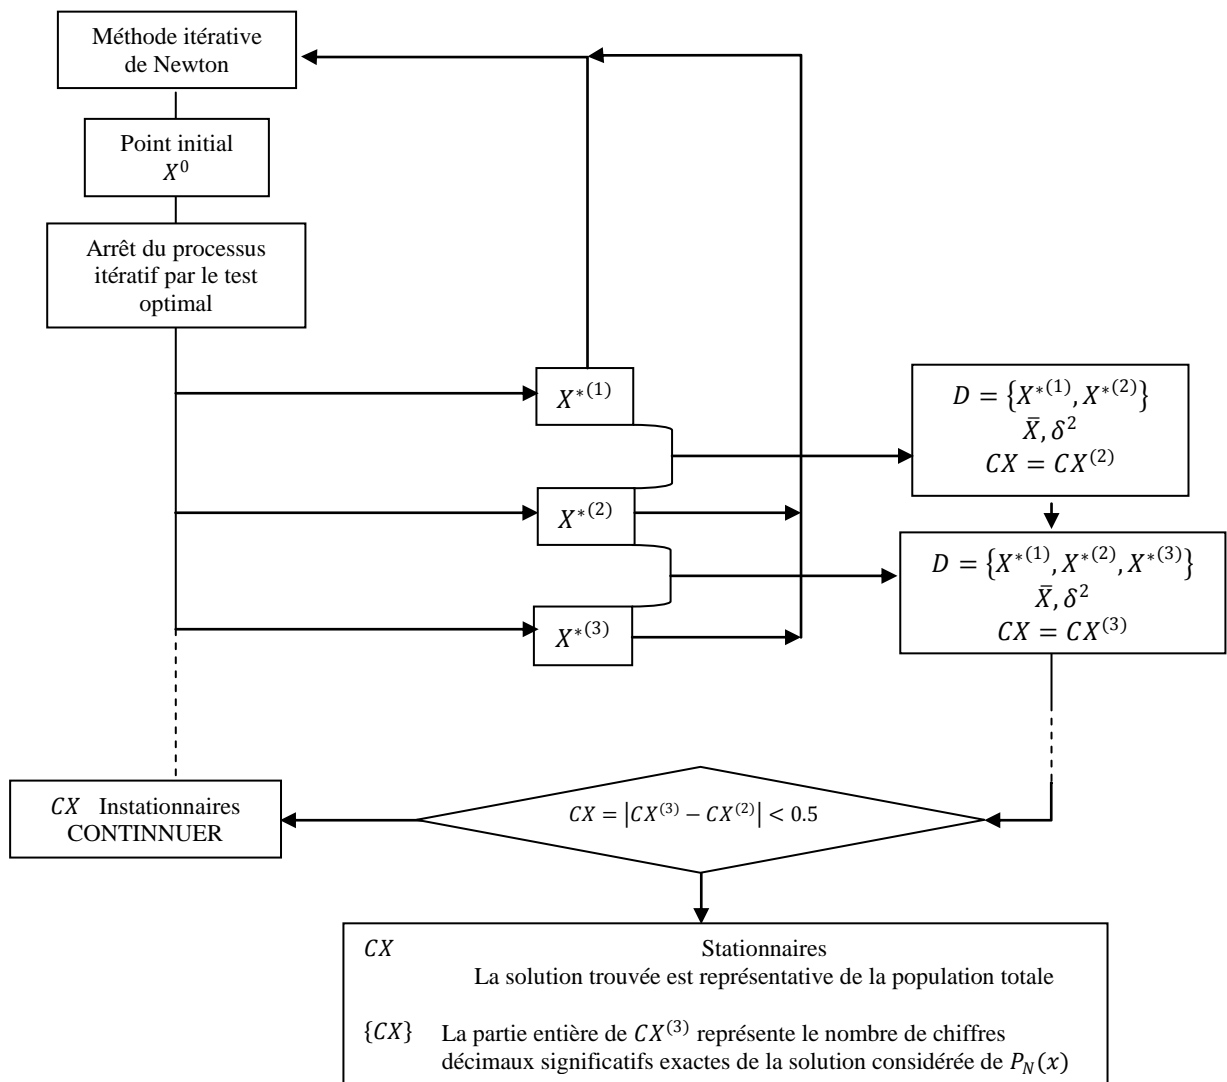 Méthode itérative
de Newton
Point initial
X⁰
Arrêt du processus
itératif par le test
optimal
X*⁽¹⁾
X*⁽²⁾
X*⁽³⁾
D = {X*⁽¹⁾, X*⁽²⁾}
X̄, δ²
CX = CX⁽²⁾
D = {X*⁽¹⁾, X*⁽²⁾, X*⁽³⁾}
X̄, δ²
CX = CX⁽³⁾
CX Instationnaires
CONTINNUER
CX = |CX⁽³⁾ − CX⁽²⁾| < 0.5
CX Stationnaires
La solution trouvée est représentative de la population totale
{CX} La partie entière de CX⁽³⁾ représente le nombre de chiffres
décimaux significatifs exactes de la solution considérée de P_N(x)